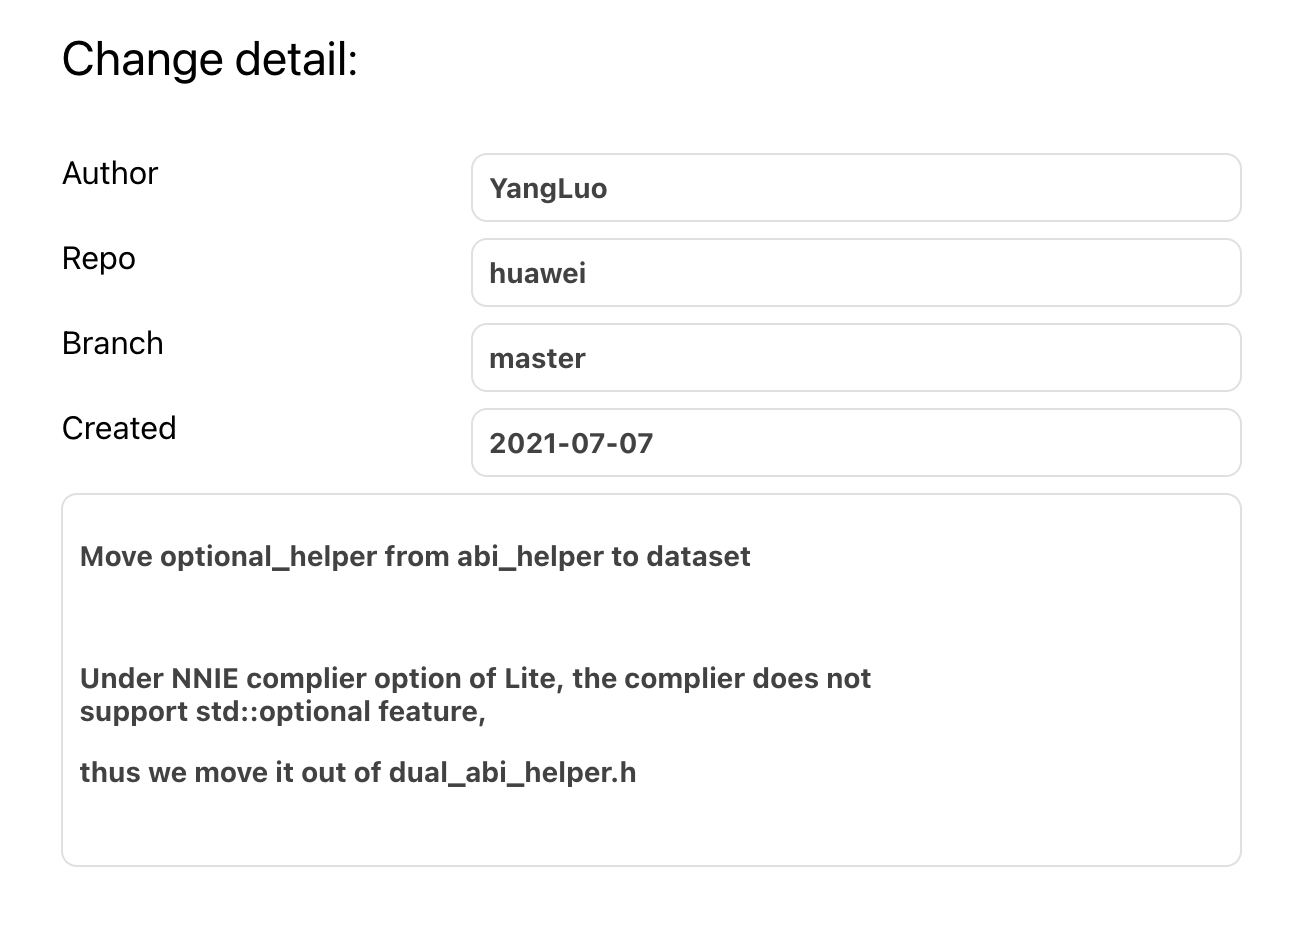 Change detail:
Author
YangLuo
Repo
huawei
Branch
master
Created
2021-07-07
Move optional_helper from abi_helper to dataset
Under NNIE complier option of Lite, the complier does not
support std::optional feature,
thus we move it out of dual_abi_helper.h